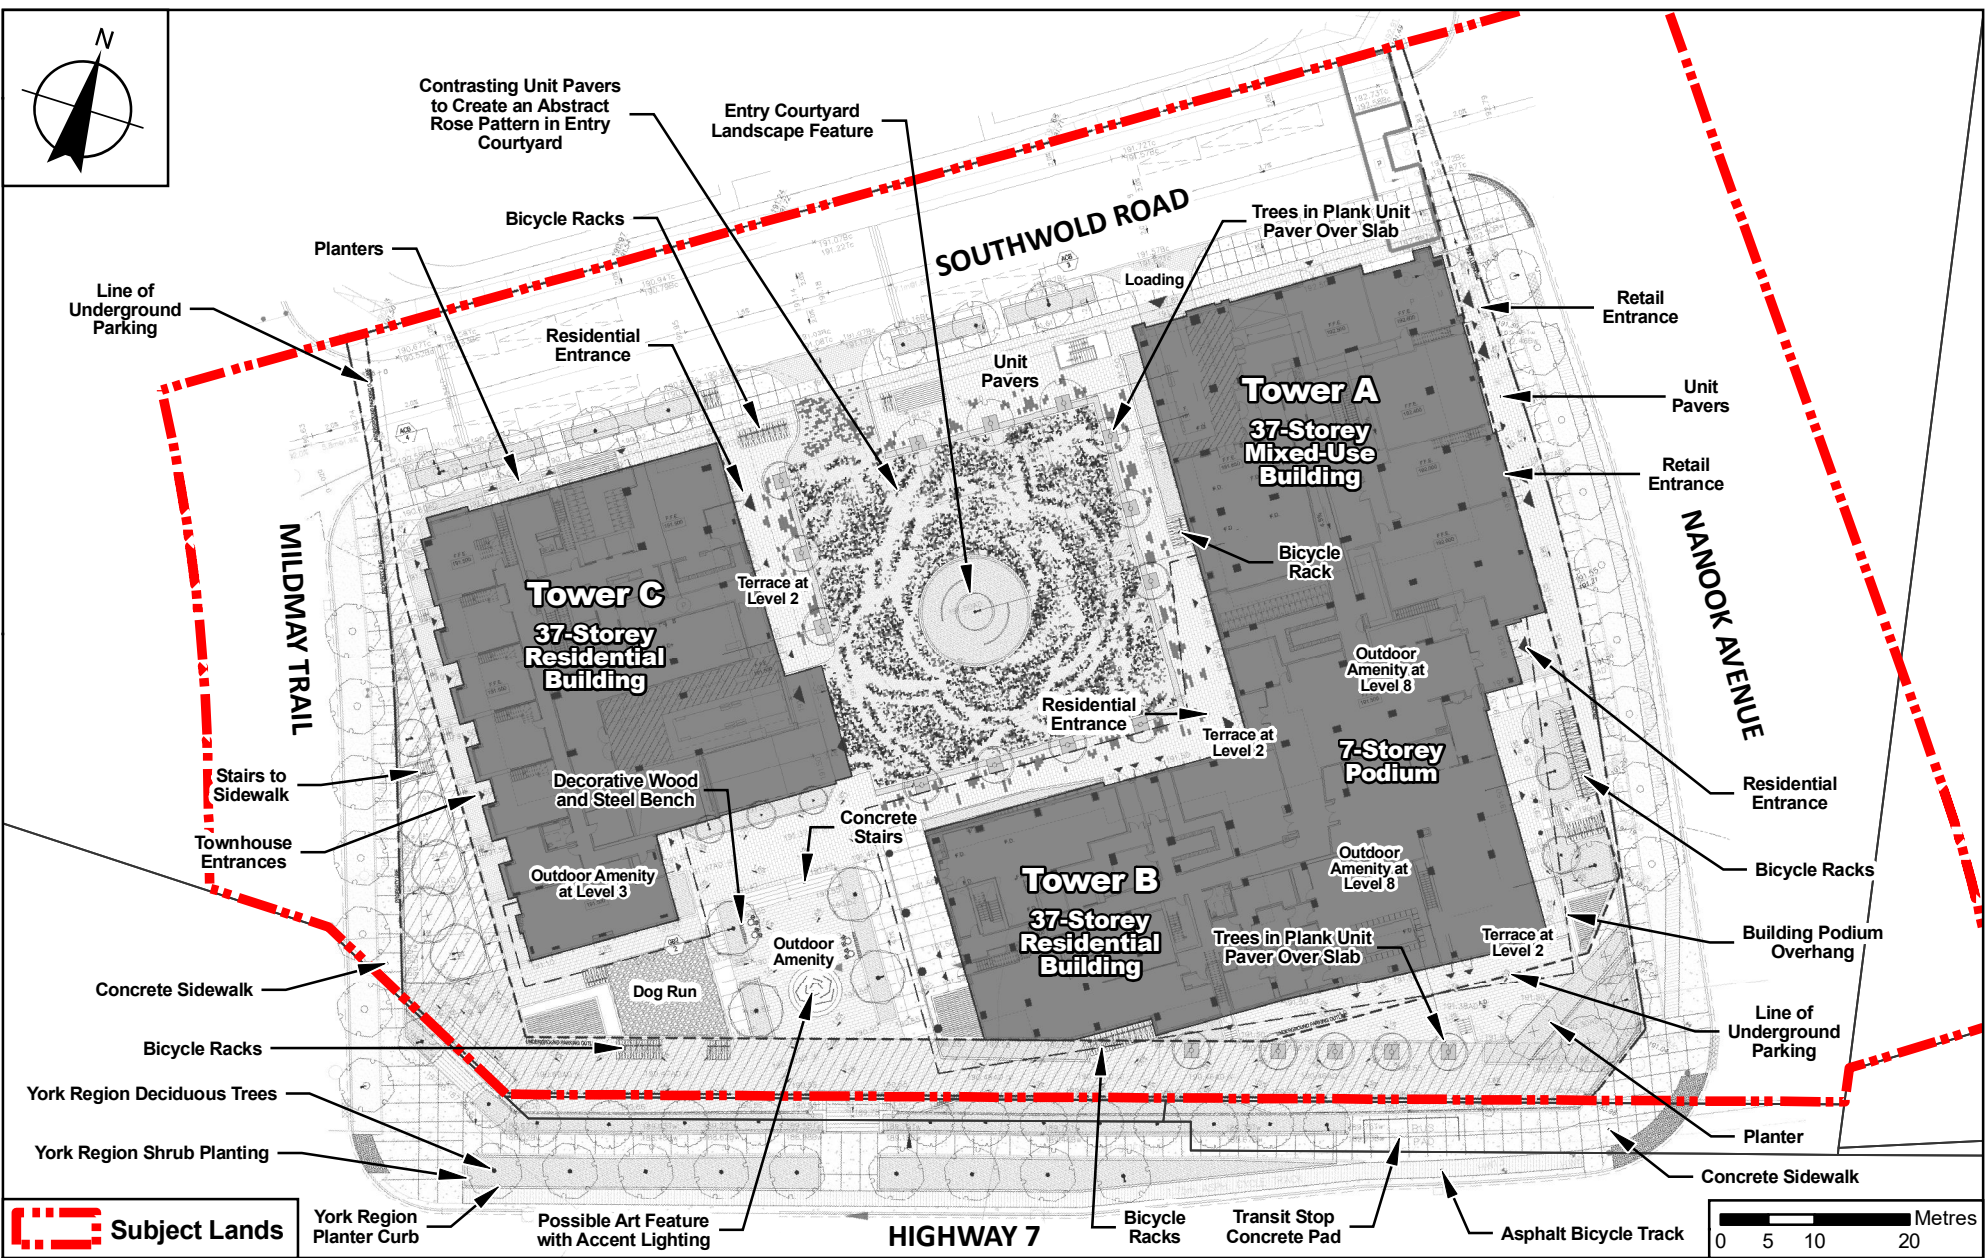 N
Contrasting Unit Pavers
to Create an Abstract
Rose Pattern in Entry
Courtyard
Entry Courtyard
Landscape Feature
Bicycle Racks
Planters
Line of
Underground
Parking
Residential
Entrance
SOUTHWOLD ROAD
Trees in Plank Unit
Paver Over Slab
Loading
Unit
Pavers
Retail
Entrance
Unit
Pavers
Retail
Entrance
Tower A
37-Storey
Mixed-Use
Building
Bicycle
Rack
Terrace at
Level 2
Tower C
37-Storey
Residential
Building
MILDMAY TRAIL
NANOOK AVENUE
Outdoor
Amenity at
Level 8
Residential
Entrance
Terrace at
Level 2
7-Storey
Podium
Stairs to
Sidewalk
Decorative Wood
and Steel Bench
Concrete
Stairs
Residential
Entrance
Townhouse
Entrances
Outdoor Amenity
at Level 3
Outdoor
Amenity at
Level 8
Bicycle Racks
Tower B
37-Storey
Residential
Building
Outdoor
Amenity
Trees in Plank Unit
Paver Over Slab
Terrace at
Level 2
Building Podium
Overhang
Dog Run
Concrete Sidewalk
Line of
Underground
Parking
Bicycle Racks
York Region Deciduous Trees
York Region Shrub Planting
Planter
BUS
PAD
Concrete Sidewalk
Subject Lands
York Region
Planter Curb
Possible Art Feature
with Accent Lighting
HIGHWAY 7
Bicycle
Racks
Transit Stop
Concrete Pad
Asphalt Bicycle Track
Metres
0 5 10 20